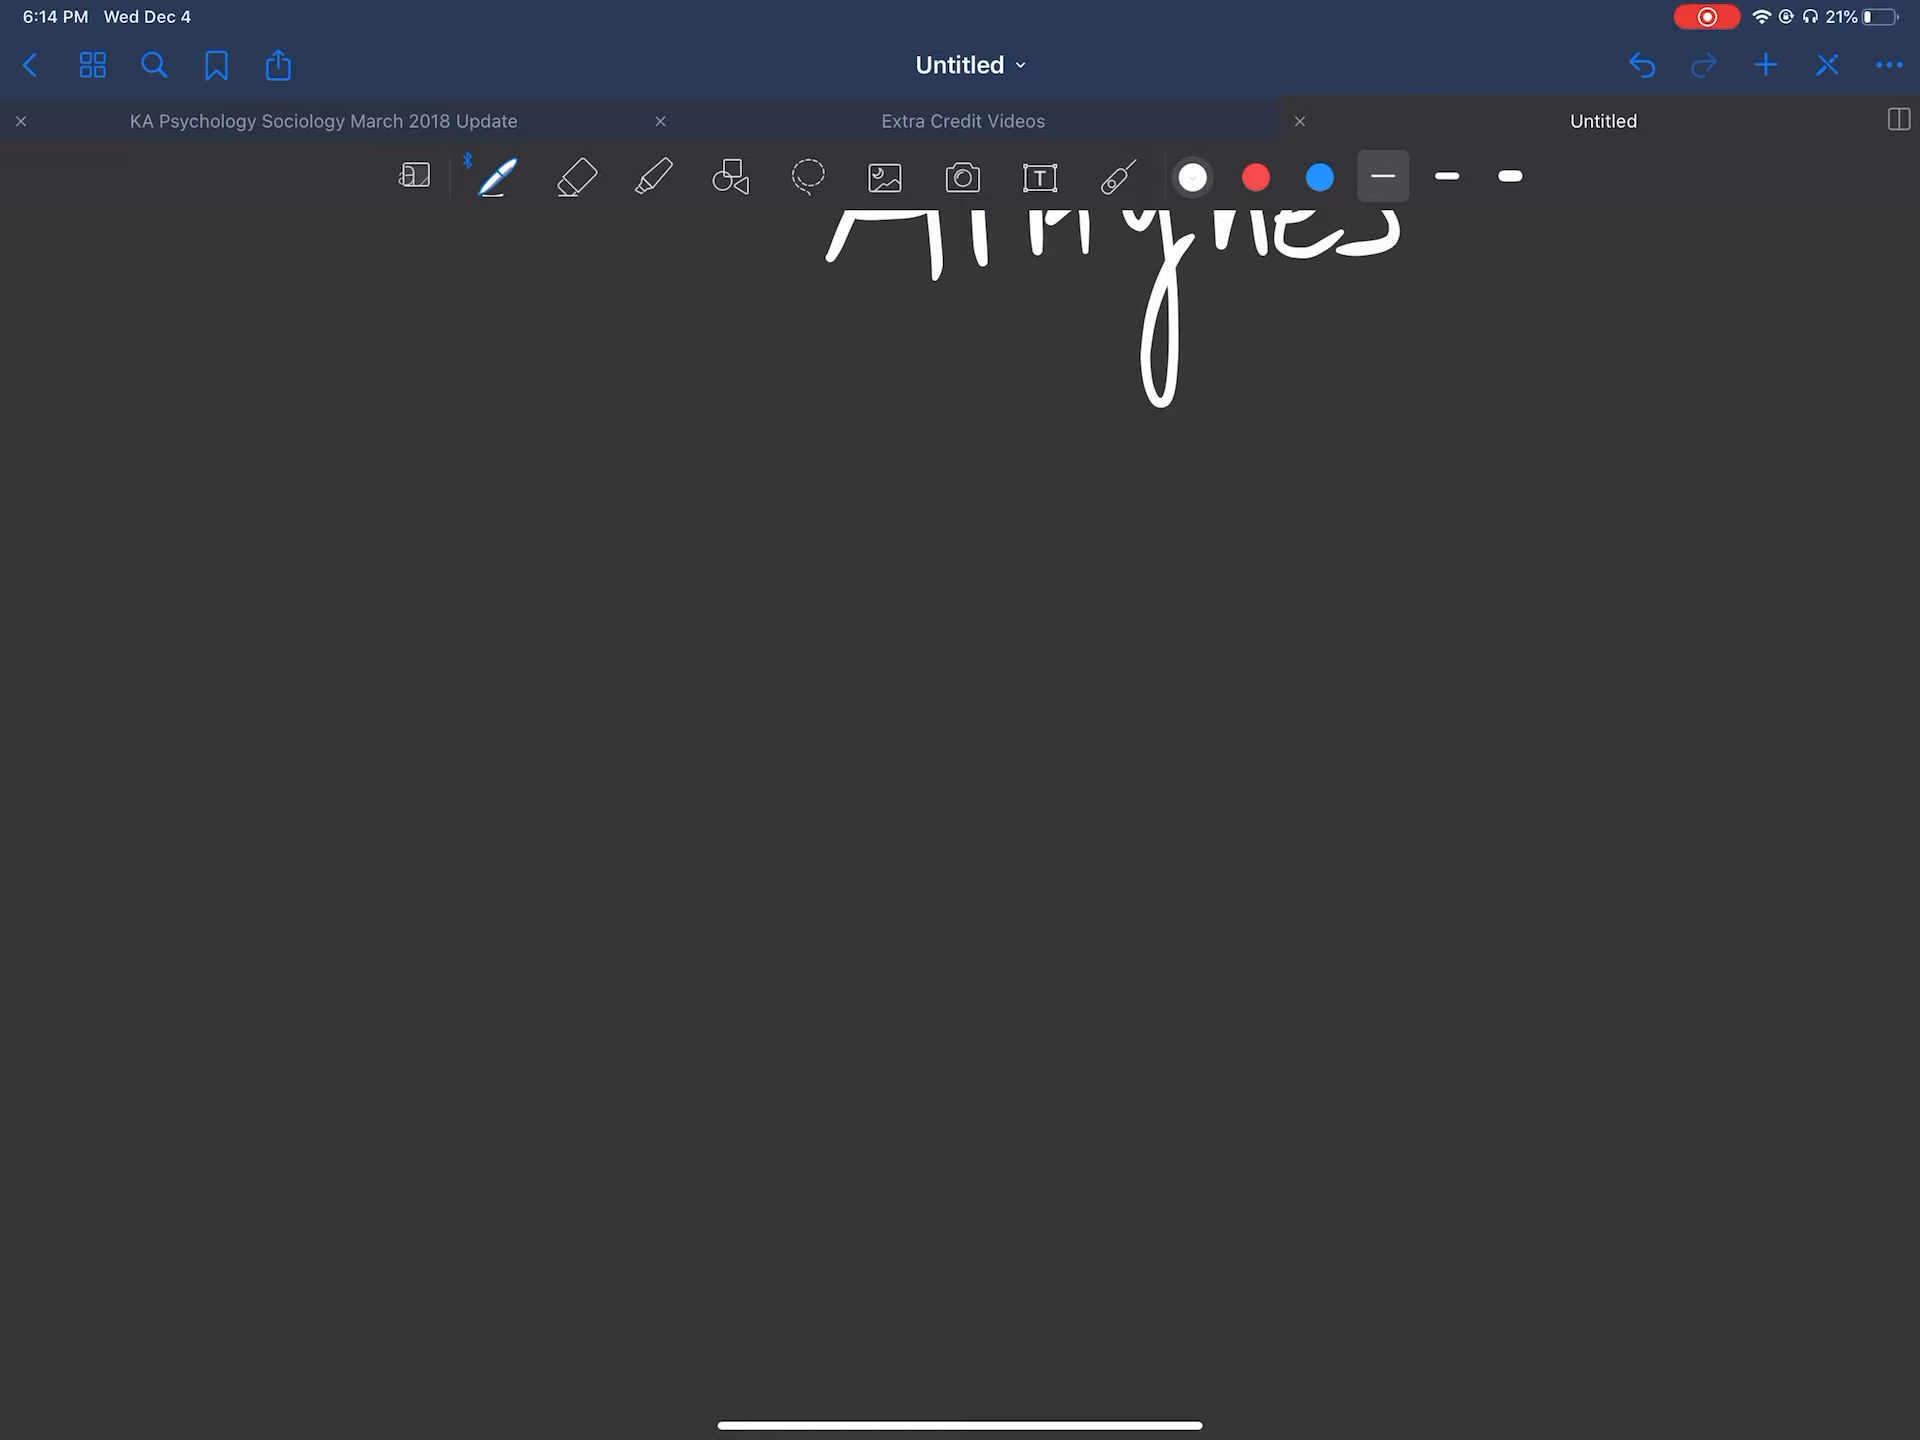 6:14 PM Wed Dec 4
21%
Untitled
KA Psychology Sociology March 2018 Update
Extra Credit Videos
Untitled
T